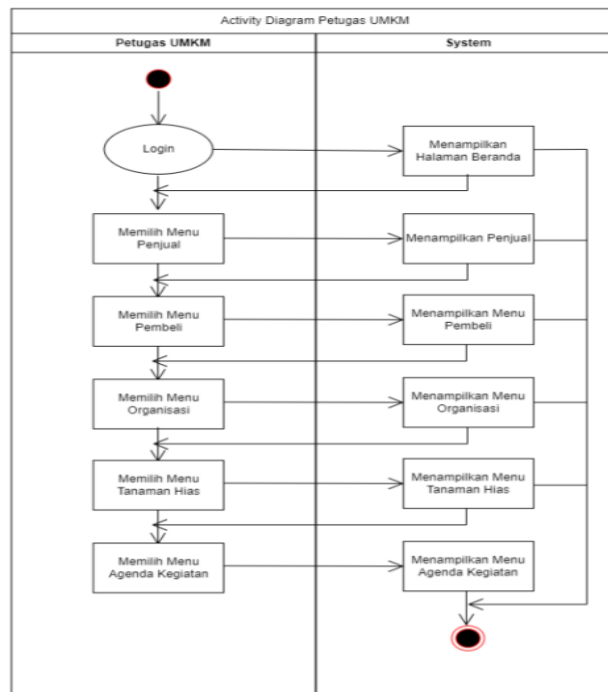 Activity Diagram Petugas UMKM
Petugas UMKM
System
Login
Menampilkan
Halaman Beranda
Memilih Menu
Penjual
Menampilkan Penjual
Memilih Menu
Pembeli
Menampilkan Menu
Pembeli
Memilih Menu
Organisasi
Menampilkan Menu
Organisasi
Memilih Menu
Tanaman Hias
Menampilkan Menu
Tanaman Hias
Memilih Menu
Agenda Kegiatan
Menampilkan Menu
Agenda Kegiatan